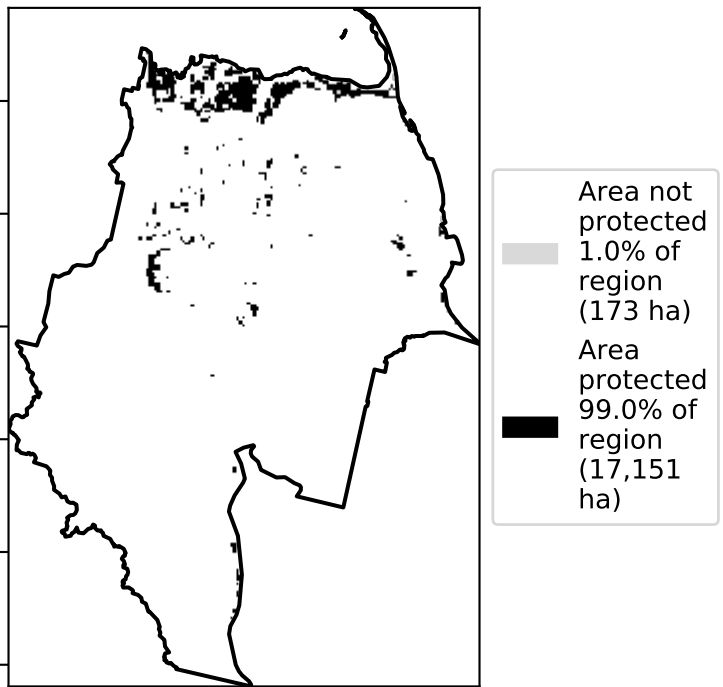 Area not
protected
1.0% of
region
(173 ha)
Area
protected
99.0% of
region
(17,151
ha)